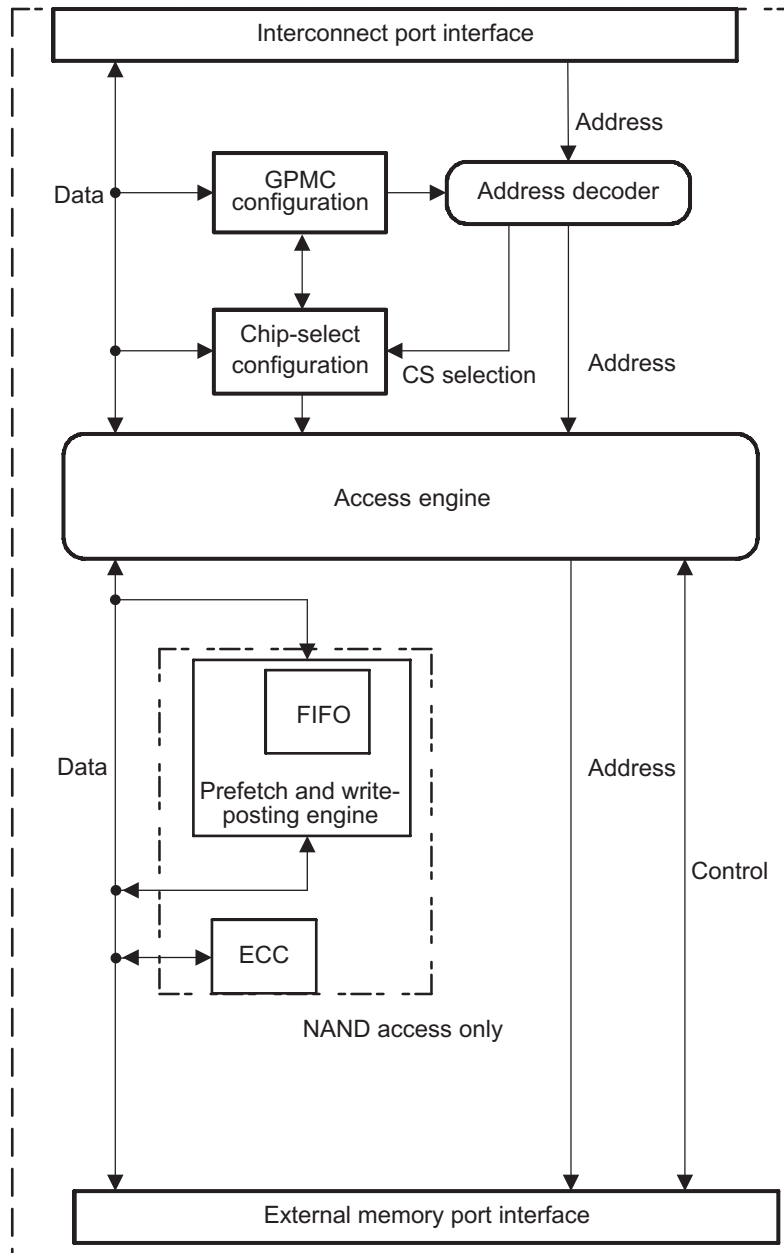 Interconnect port interface
Address
GPMC
configuration
Address decoder
Data
Chip-select
configuration
CS selection
Address
Access engine
FIFO
Prefetch and write-
posting engine
Data
Address
Control
ECC
NAND access only
External memory port interface